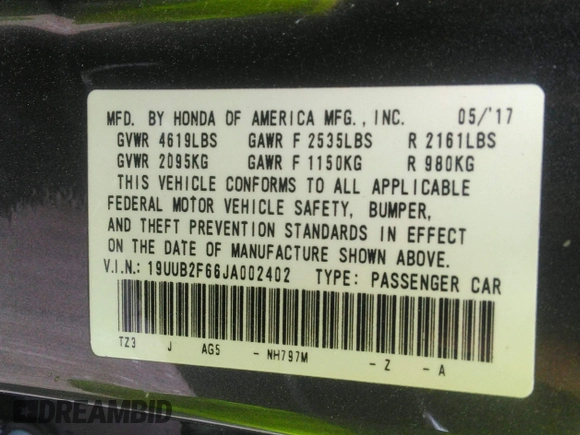 MFD. BY HONDA OF AMERICA MFG., INC. 05/'17
GVWR 4619LBS GAWR F 2535LBS R 2161LBS
GVWR 2095KG GAWR F 1150KG R 980KG
THIS VEHICLE CONFORMS TO ALL APPLICABLE
FEDERAL MOTOR VEHICLE SAFETY, BUMPER,
AND THEFT PREVENTION STANDARDS IN EFFECT
ON THE DATE OF MANUFACTURE SHOWN ABOVE.
V.I.N.: 19UUB2F66JA002402 TYPE: PASSENGER CAR
TZ3 J AG5 - NH797M - Z - A
DREAMBID